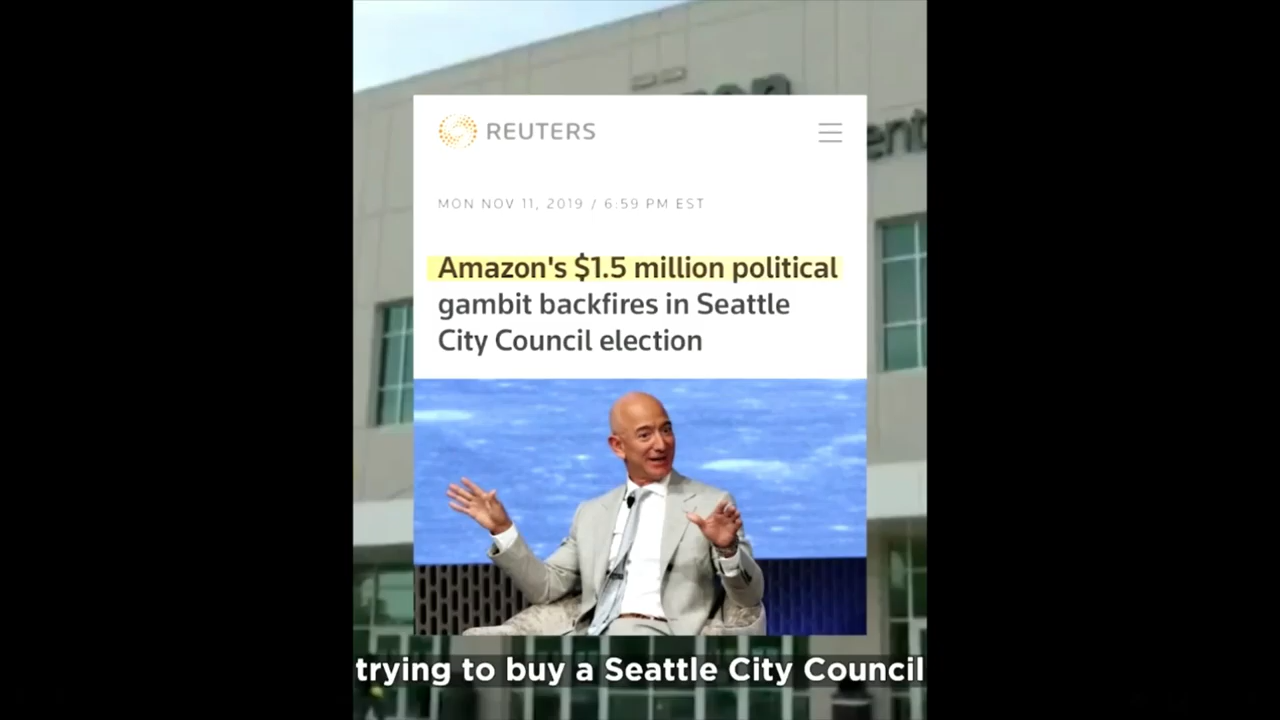 REUTERS
MON NOV 11, 2019 / 6:59 PM EST
Amazon's $1.5 million political
gambit backfires in Seattle
City Council election
trying to buy a Seattle City Council